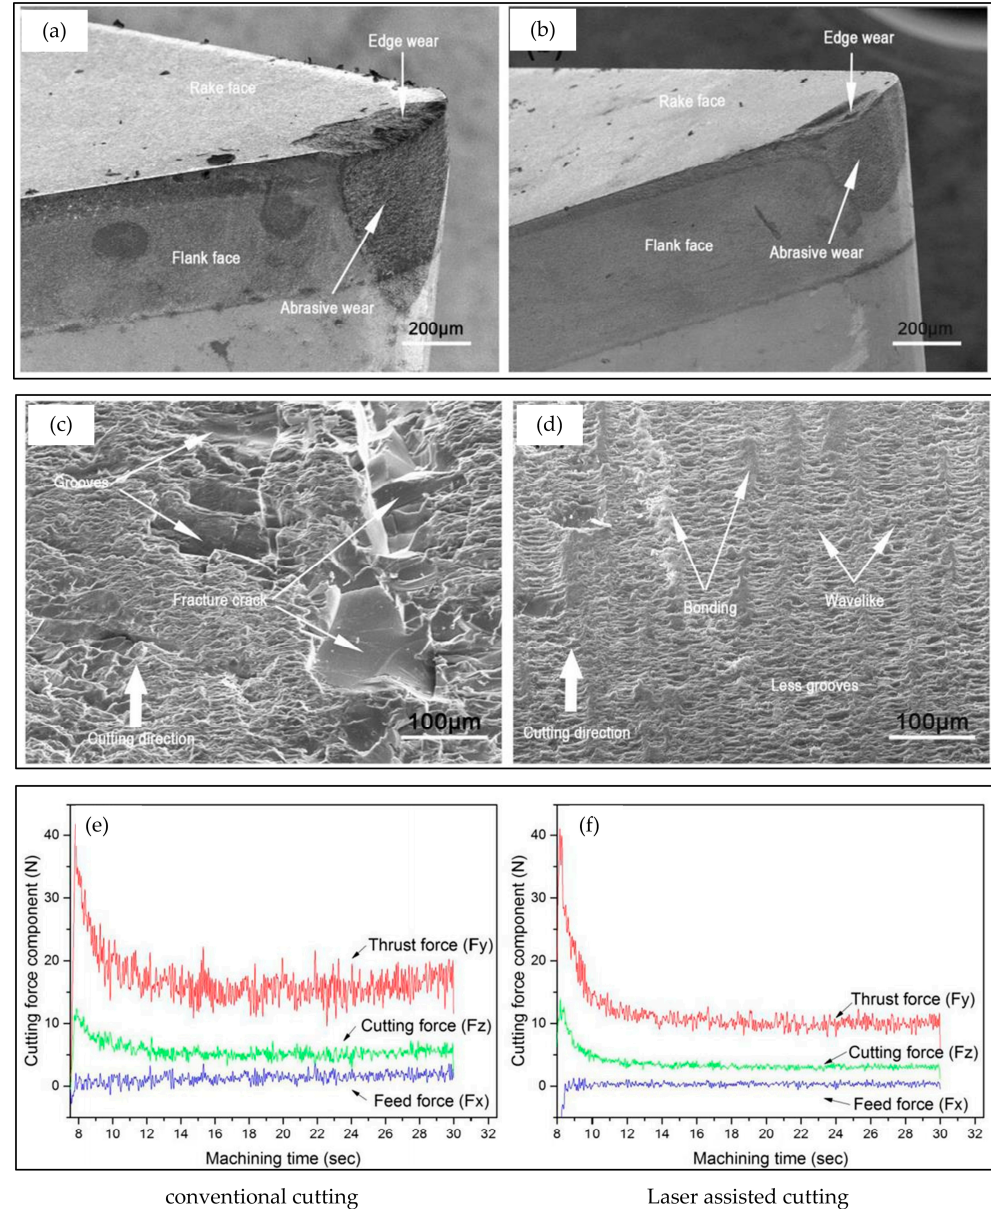 (a)
Edge wear
Rake face
Flank face
Abrasive wear
200µm
(b)
Edge wear
Rake face
Flank face
Abrasive wear
200µm
(c)
Grooves
Fracture crack
Cutting direction
100µm
(d)
Bonding
Wavelike
Less grooves
Cutting direction
100µm
(e)
Cutting force component (N)
40
30
20
10
0
Thrust force (Fy)
Cutting force (Fz)
Feed force (Fx)
8 10 12 14 16 18 20 22 24 26 28 30 32
Machining time (sec)
(f)
Cutting force component (N)
40
30
20
10
0
Thrust force (Fy)
Cutting force (Fz)
Feed force (Fx)
8 10 12 14 16 18 20 22 24 26 28 30 32
Machining time (sec)
conventional cutting
Laser assisted cutting